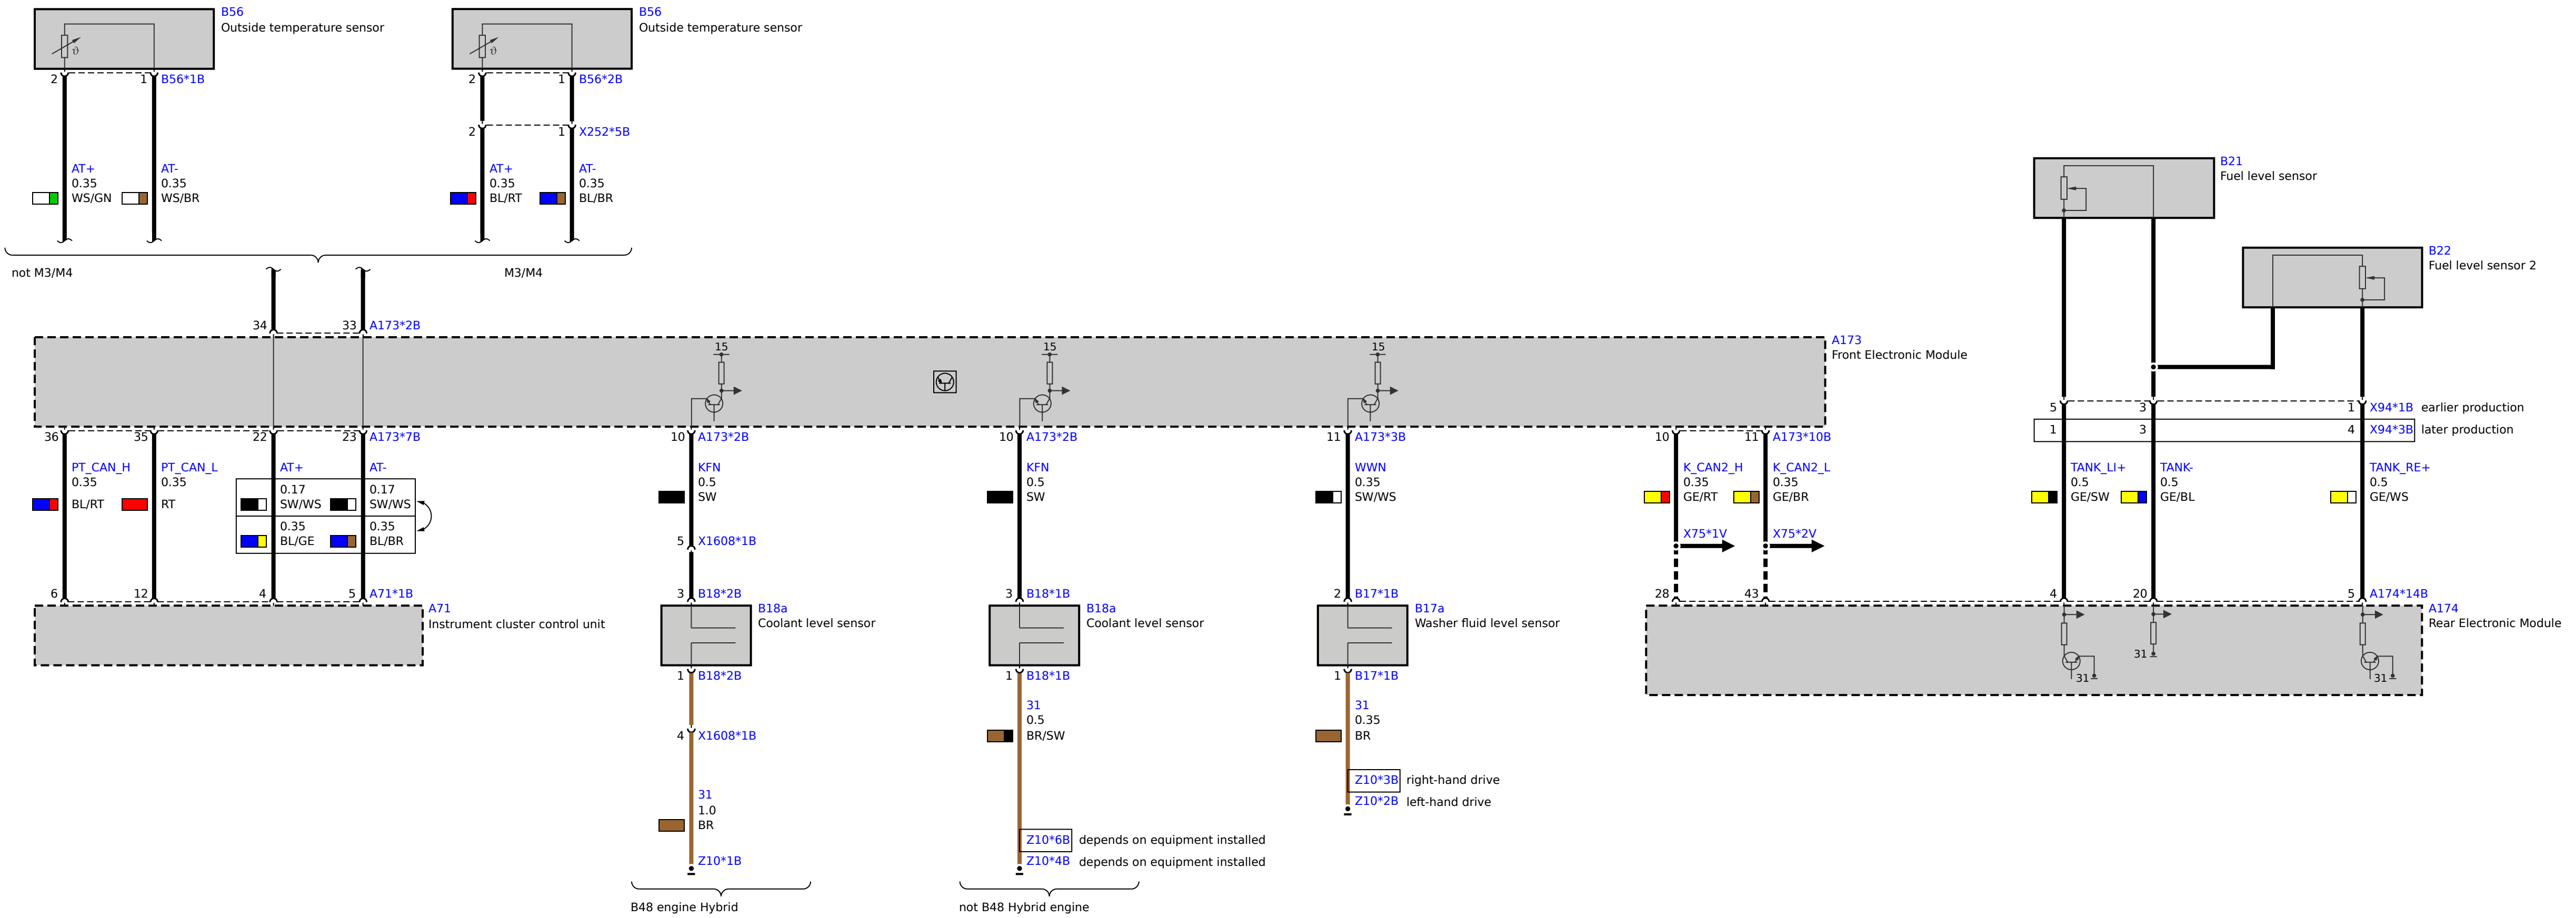 B56
Outside temperature sensor
B56
Outside temperature sensor
ϑ
ϑ
2 1 B56*1B
2 1 B56*2B
2 1 X252*5B
AT+
0.35
WS/GN
AT-
0.35
WS/BR
AT+
0.35
BL/RT
AT-
0.35
BL/BR
not M3/M4
M3/M4
B21
Fuel level sensor
B22
Fuel level sensor 2
34 33 A173*2B
15
15
15
A173
Front Electronic Module
5 3 1 X94*1B earlier production
1 3 4 X94*3B later production
36 35 22 23 A173*7B
10 A173*2B
10 A173*2B
11 A173*3B
10 11 A173*10B
PT_CAN_H
0.35
BL/RT
PT_CAN_L
0.35
RT
AT+
0.17
SW/WS
0.35
BL/GE
AT-
0.17
SW/WS
0.35
BL/BR
KFN
0.5
SW
KFN
0.5
SW
WWN
0.35
SW/WS
K_CAN2_H
0.35
GE/RT
K_CAN2_L
0.35
GE/BR
TANK_LI+
0.5
GE/SW
TANK-
0.5
GE/BL
TANK_RE+
0.5
GE/WS
5 X1608*1B
X75*1V
X75*2V
6 12 4 5 A71*1B
3 B18*2B
3 B18*1B
2 B17*1B
28 43 4 20 5 A174*14B
A71
Instrument cluster control unit
B18a
Coolant level sensor
B18a
Coolant level sensor
B17a
Washer fluid level sensor
A174
Rear Electronic Module
31
31
31
1 B18*2B
1 B18*1B
1 B17*1B
4 X1608*1B
31
0.5
BR/SW
31
0.35
BR
Z10*3B right-hand drive
Z10*2B left-hand drive
31
1.0
BR
Z10*6B depends on equipment installed
Z10*1B
Z10*4B depends on equipment installed
B48 engine Hybrid
not B48 Hybrid engine